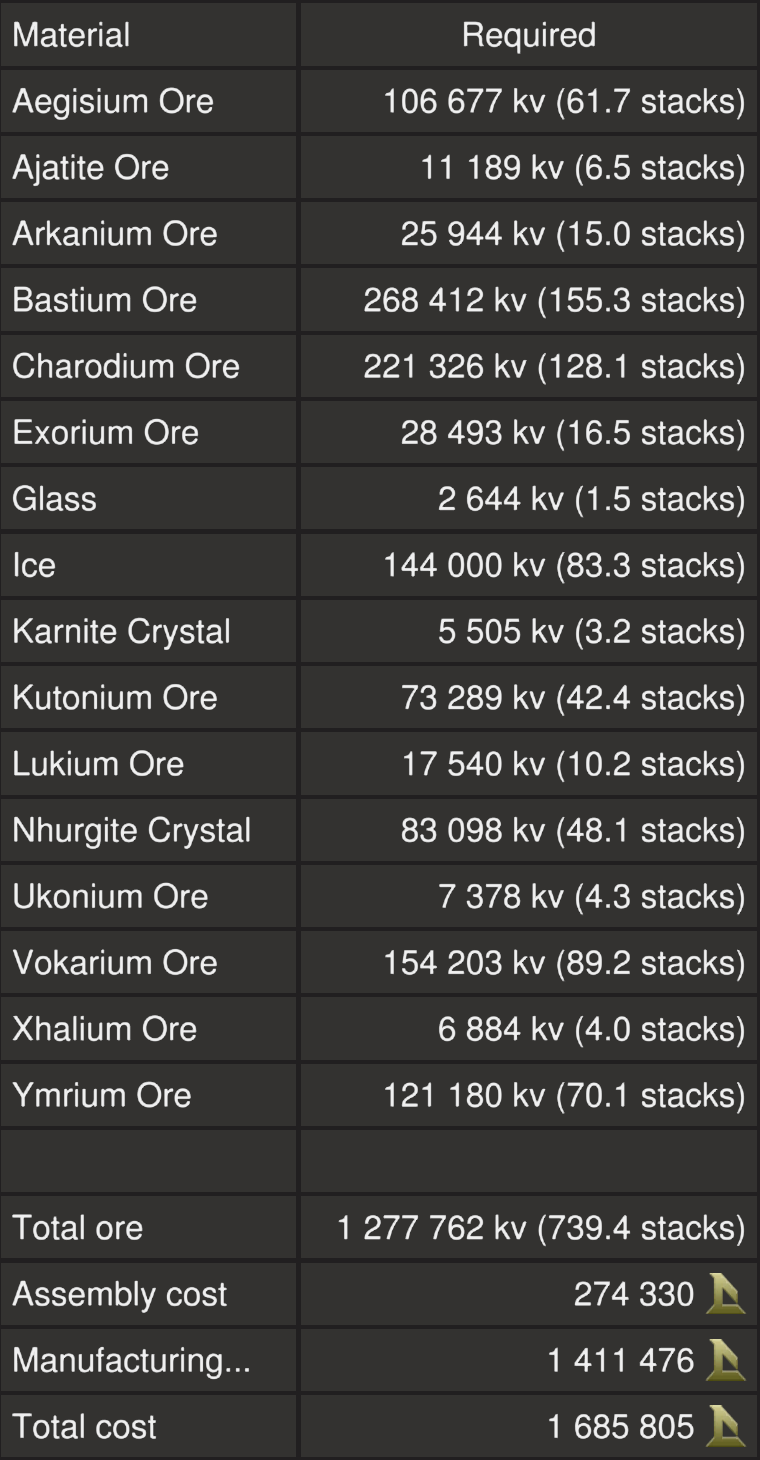 Material Required
Aegisium Ore 106 677 kv (61.7 stacks)
Ajatite Ore 11 189 kv (6.5 stacks)
Arkanium Ore 25 944 kv (15.0 stacks)
Bastium Ore 268 412 kv (155.3 stacks)
Charodium Ore 221 326 kv (128.1 stacks)
Exorium Ore 28 493 kv (16.5 stacks)
Glass 2 644 kv (1.5 stacks)
Ice 144 000 kv (83.3 stacks)
Karnite Crystal 5 505 kv (3.2 stacks)
Kutonium Ore 73 289 kv (42.4 stacks)
Lukium Ore 17 540 kv (10.2 stacks)
Nhurgite Crystal 83 098 kv (48.1 stacks)
Ukonium Ore 7 378 kv (4.3 stacks)
Vokarium Ore 154 203 kv (89.2 stacks)
Xhalium Ore 6 884 kv (4.0 stacks)
Ymrium Ore 121 180 kv (70.1 stacks)
Total ore 1 277 762 kv (739.4 stacks)
Assembly cost 274 330
Manufacturing... 1 411 476
Total cost 1 685 805